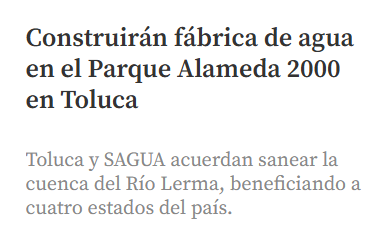 Construirán fábrica de agua
en el Parque Alameda 2000
en Toluca
Toluca y SAGUA acuerdan sanear la
cuenca del Río Lerma, beneficiando a
cuatro estados del país.